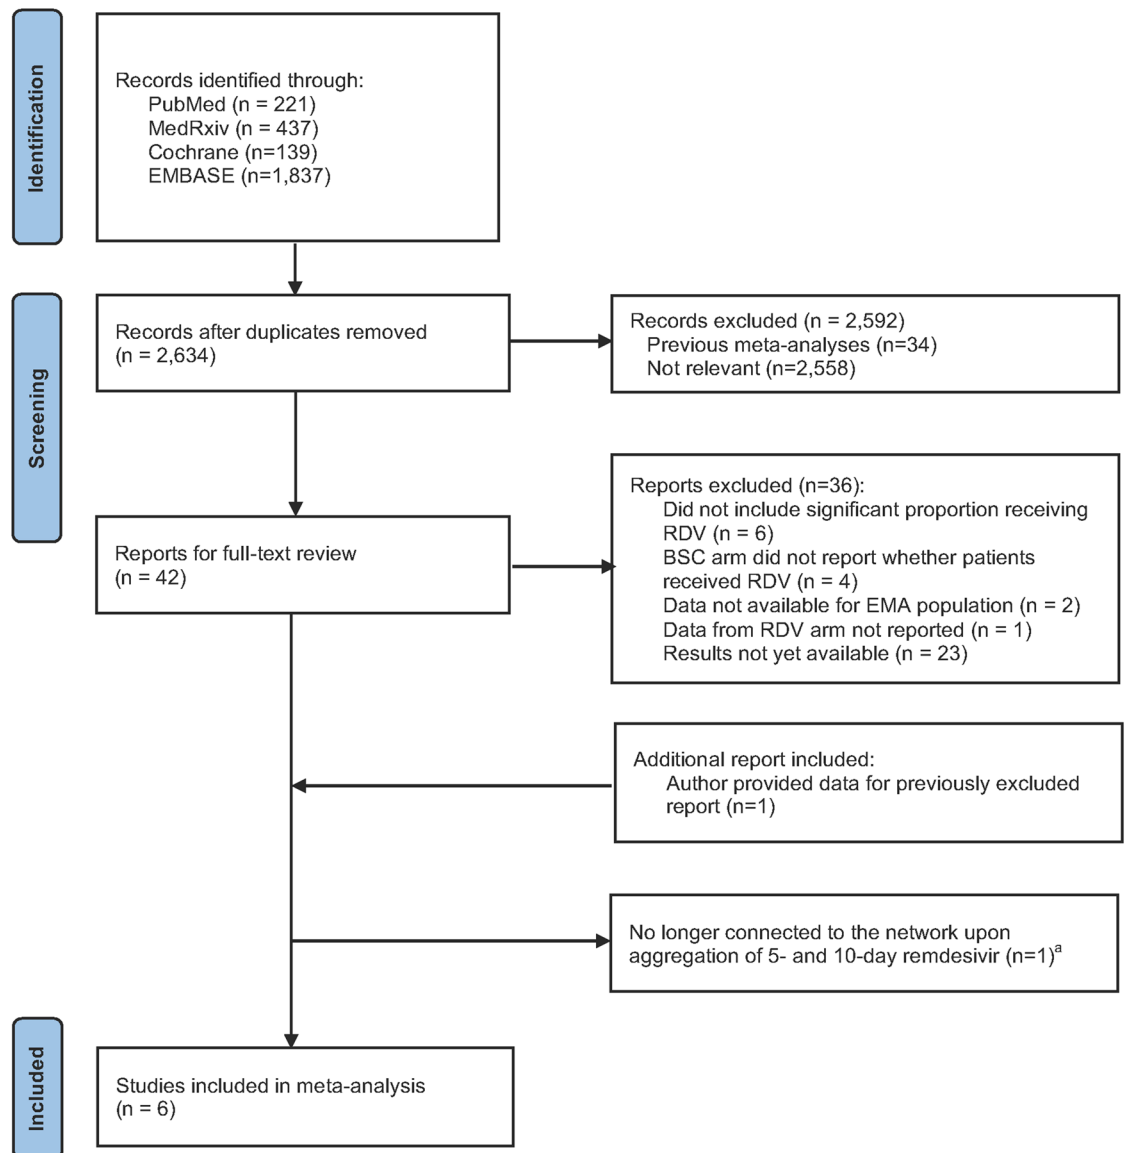 Identification
Records identified through:
PubMed (n = 221)
MedRxiv (n = 437)
Cochrane (n=139)
EMBASE (n=1,837)
Screening
Records after duplicates removed
(n = 2,634)
Records excluded (n = 2,592)
Previous meta-analyses (n=34)
Not relevant (n=2,558)
Reports for full-text review
(n = 42)
Reports excluded (n=36):
Did not include significant proportion receiving
RDV (n = 6)
BSC arm did not report whether patients
received RDV (n = 4)
Data not available for EMA population (n = 2)
Data from RDV arm not reported (n = 1)
Results not yet available (n = 23)
Additional report included:
Author provided data for previously excluded
report (n=1)
No longer connected to the network upon
aggregation of 5- and 10-day remdesivir (n=1)a
Included
Studies included in meta-analysis
(n = 6)